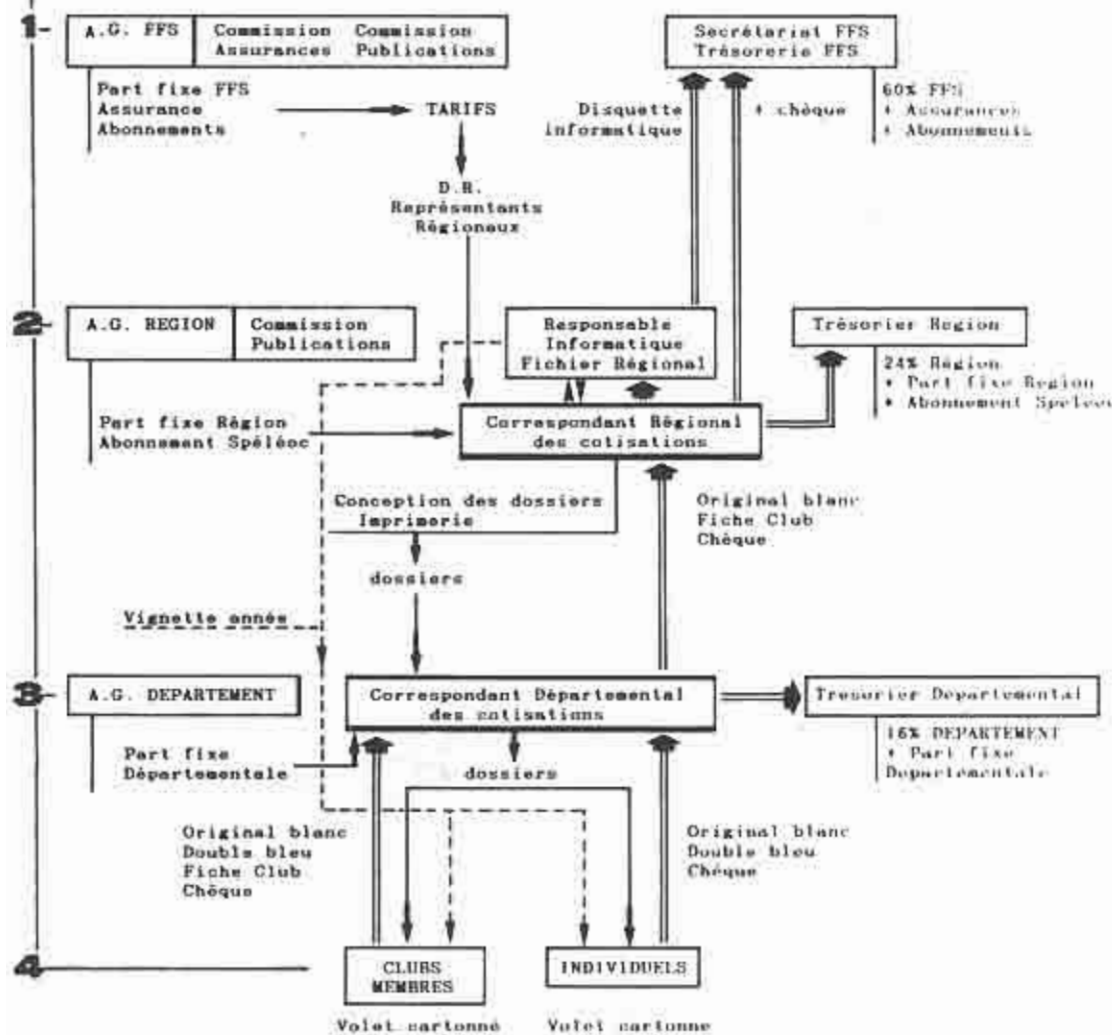 1
A.G. FFS
Commission Commission
Assurances Publications
Secrétariat FFS
Trésorerie FFS
Part fixe FFS
Assurance
Abonnements
TARIFS
Disquette
informatique
+ chèque
60% FFS
+ Assurances
+ Abonnements
D.R.
Représentants
Régionaux
2
A.G. REGION
Commission
Publications
Responsable
Informatique
Fichier Régional
Trésorier Region
24% Région
+ Part fixe Region
+ Abonnement Spéléoc
Part fixe Région
Abonnement Spéléoc
Correspondant Régional
des cotisations
Conception des dossiers
Imprimerie
Original blanc
Fiche Club
Chèque
dossiers
Vignette année
3
A.G. DEPARTEMENT
Correspondant Départemental
des cotisations
Tresorier Departemental
Part fixe
Départementale
dossiers
16% DEPARTEMENT
+ Part fixe
Departementale
Original blanc
Double bleu
Fiche Club
Chèque
Original blanc
Double bleu
Chèque
4
CLUBS
MEMBRES
INDIVIDUELS
Volet cartonné
Volet cartonne